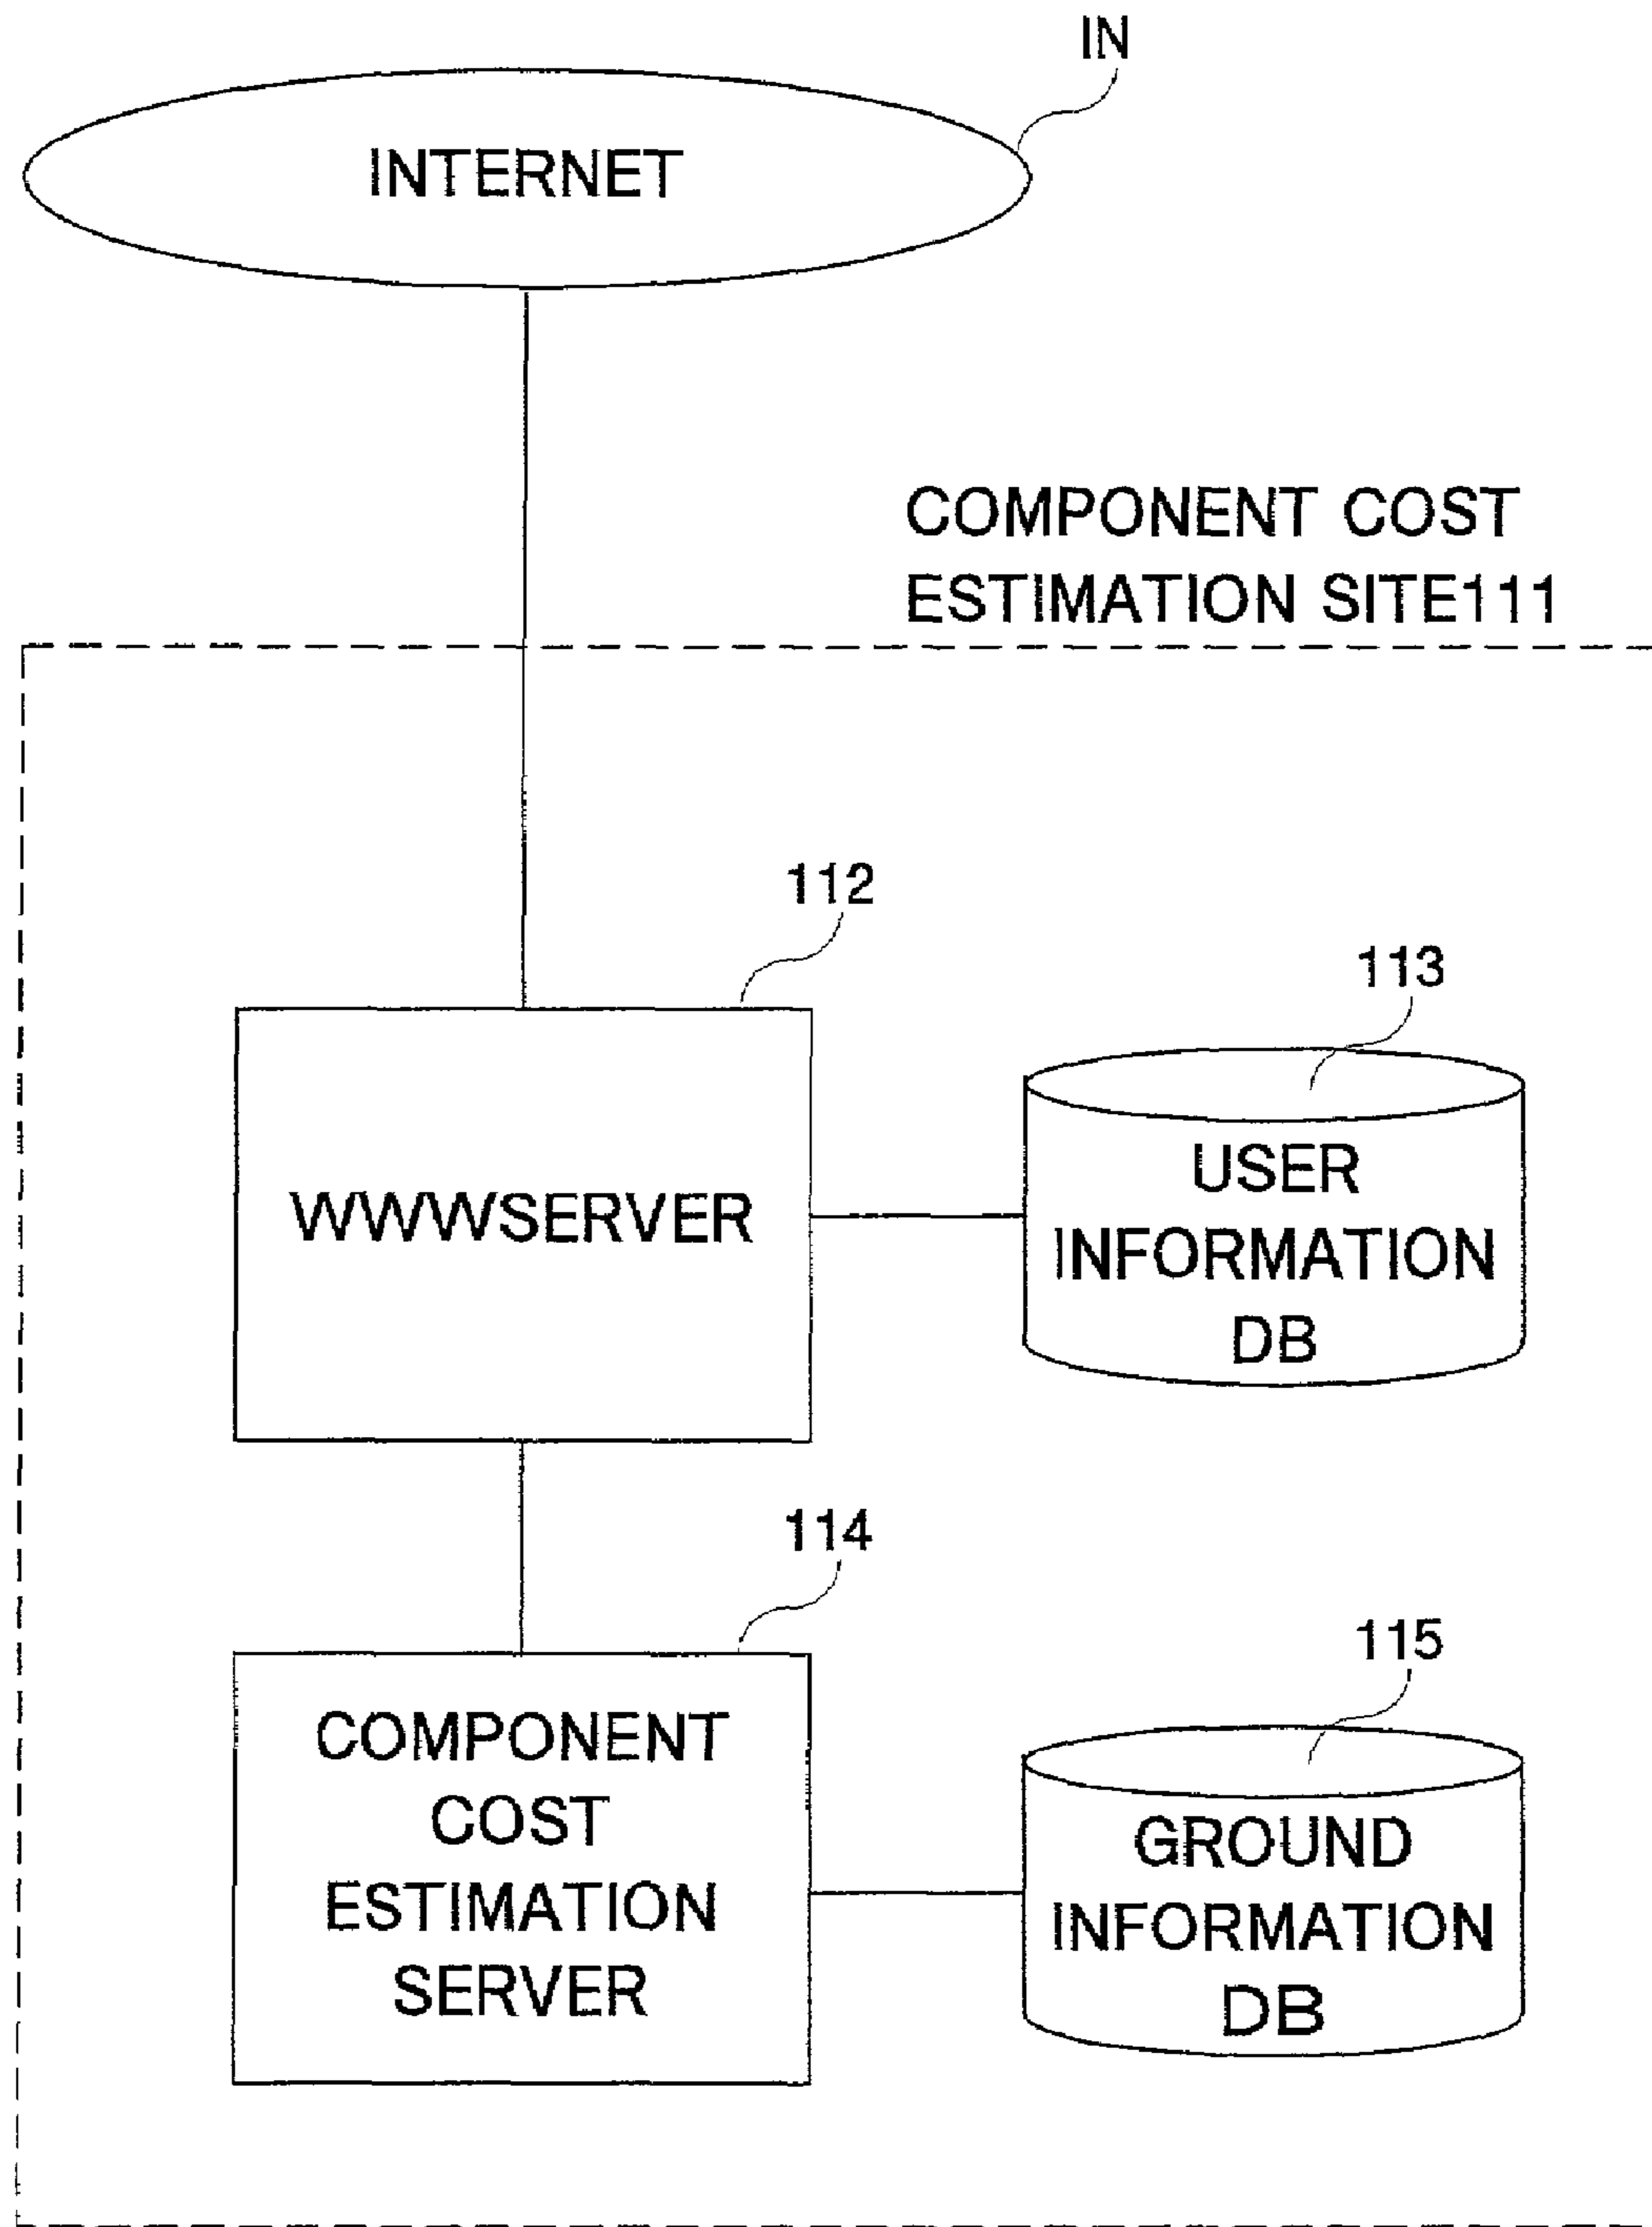 IN
INTERNET
COMPONENT COST
ESTIMATION SITE111
112
113
WWWSERVER
USER
INFORMATION
DB
114
115
COMPONENT
COST
ESTIMATION
SERVER
GROUND
INFORMATION
DB